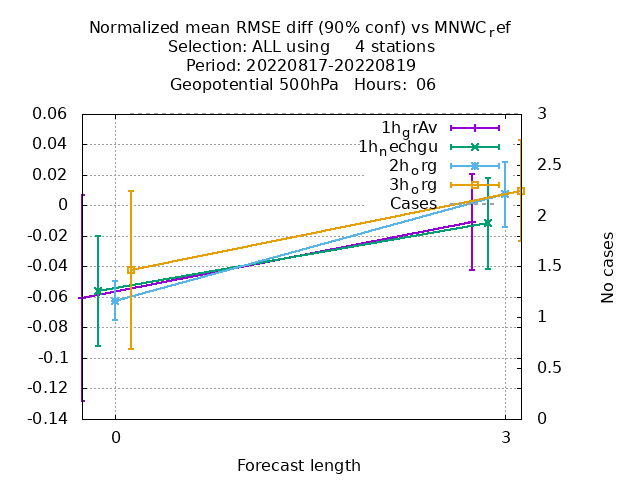 Normalized mean RMSE diff (90% conf) vs MNWC_ref
Selection: ALL using 4 stations
Period: 20220817-20220819
Geopotential 500hPa Hours: 06
0.06
0.04
0.02
0
-0.02
-0.04
-0.06
-0.08
-0.1
-0.12
-0.14
1h_grAv
1h_nechgu
2h_org
3h_org
Cases
3
2.5
2
1.5
1
0.5
0
No cases
0 3
Forecast length